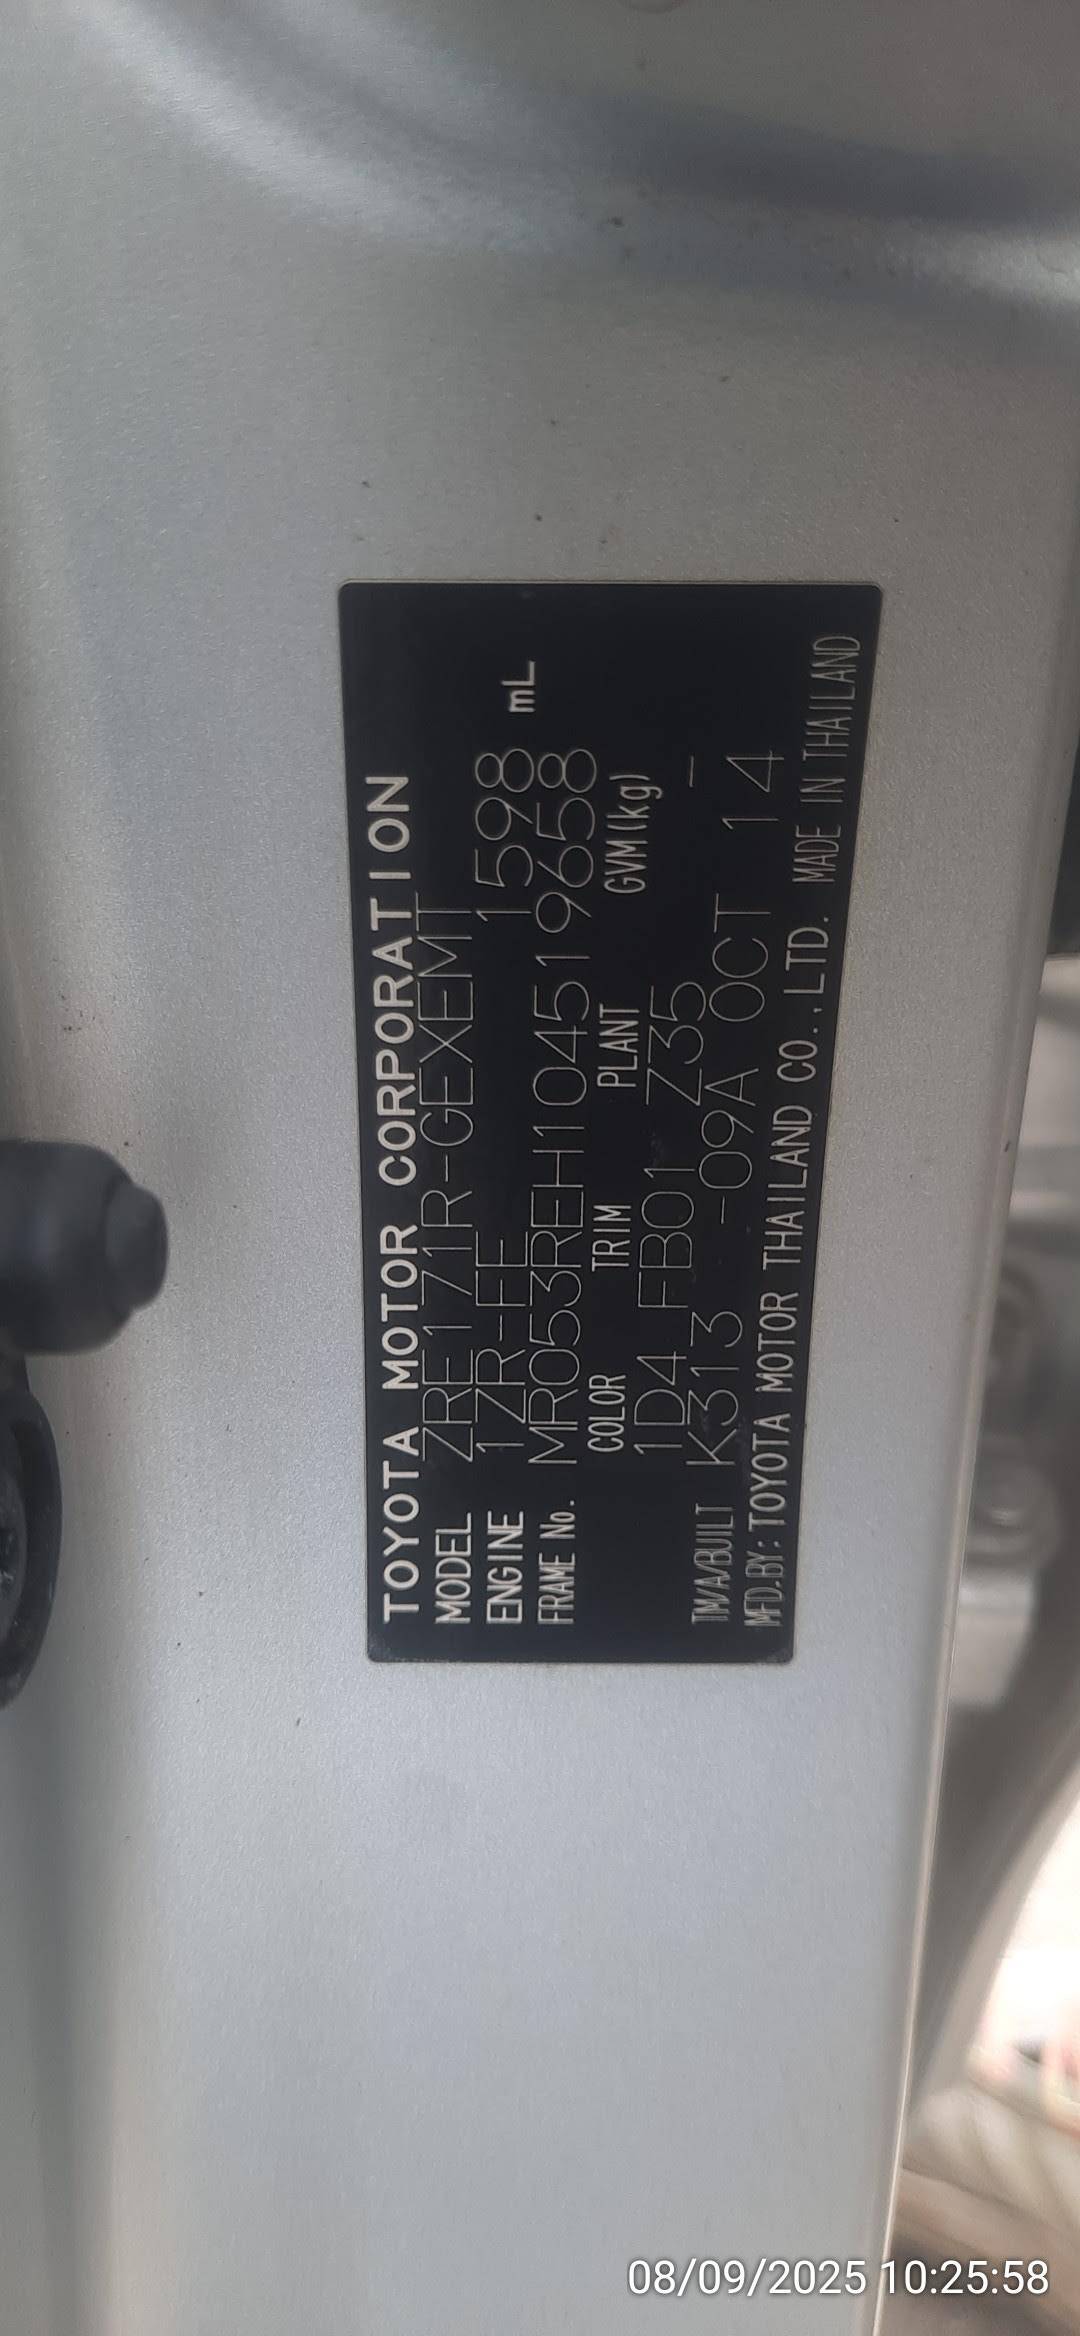 TOYOTA MOTOR CORPORATION
MODEL ZRE171R-GEXEMT
ENGINE 1ZR-FE 1598 mL
FRAME No. MR053REH104519658
COLOR TRIM PLANT GVM(kg)
1D4 FB01 Z35 -
TM/A/BUILT K313 -09A OCT 14
MFD.BY: TOYOTA MOTOR THAILAND CO.,LTD. MADE IN THAILAND
08/09/2025 10:25:58